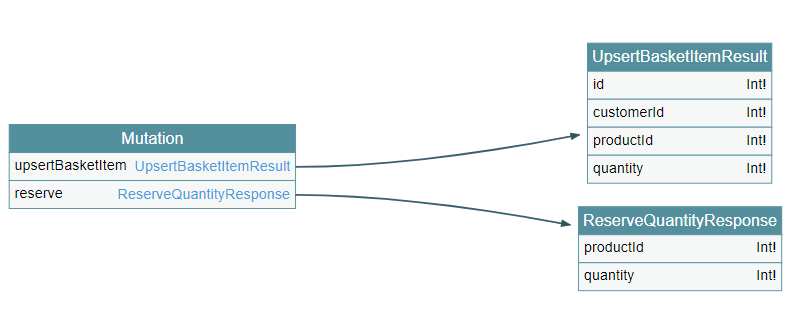 Mutation
upsertBasketItem UpsertBasketItemResult
reserve ReserveQuantityResponse
UpsertBasketItemResult
id Int!
customerId Int!
productId Int!
quantity Int!
ReserveQuantityResponse
productId Int!
quantity Int!